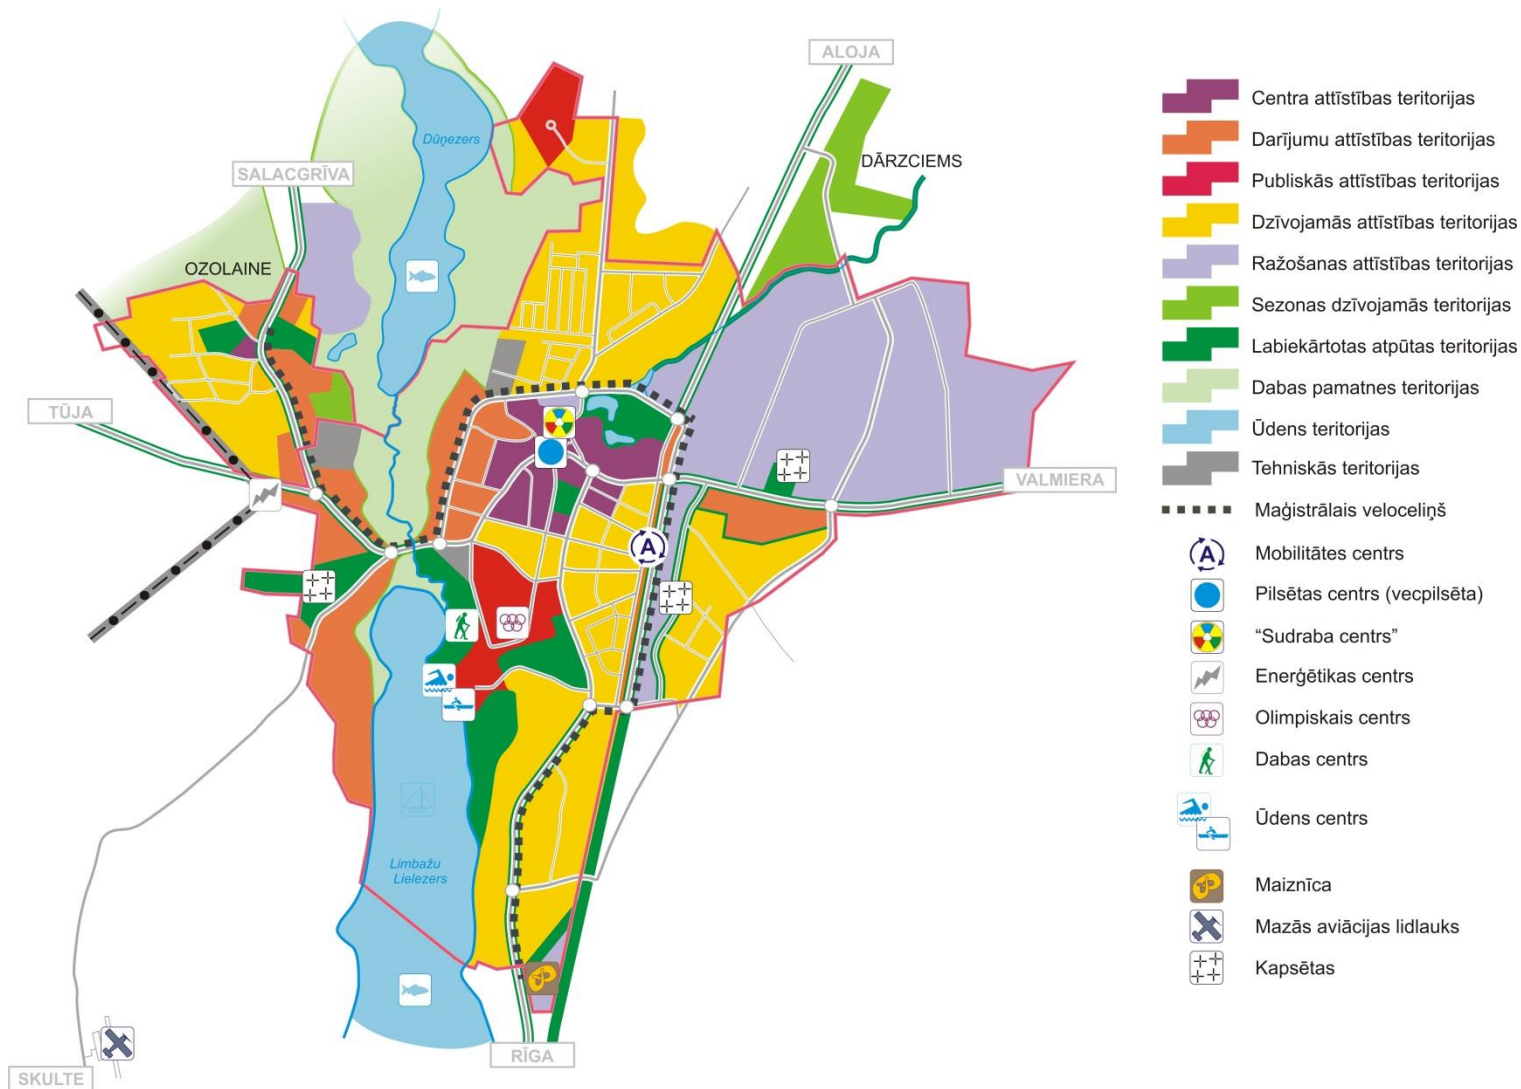 ALOJA
Dūņezers
DĀRZCIEMS
SALACGRĪVA
OZOLAINE
TŪJA
VALMIERA
A
Limbažu
Lielezers
RĪGA
SKULTE
Centra attīstības teritorijas
Darījumu attīstības teritorijas
Publiskās attīstības teritorijas
Dzīvojamās attīstības teritorijas
Ražošanas attīstības teritorijas
Sezonas dzīvojamās teritorijas
Labiekārtotas atpūtas teritorijas
Dabas pamatnes teritorijas
Ūdens teritorijas
Tehniskās teritorijas
Maģistrālais veloceliņš
A
Mobilitātes centrs
Pilsētas centrs (vecpilsēta)
“Sudraba centrs”
Enerģētikas centrs
Olimpiskais centrs
Dabas centrs
Ūdens centrs
Maiznīca
Mazās aviācijas lidlauks
Kapsētas